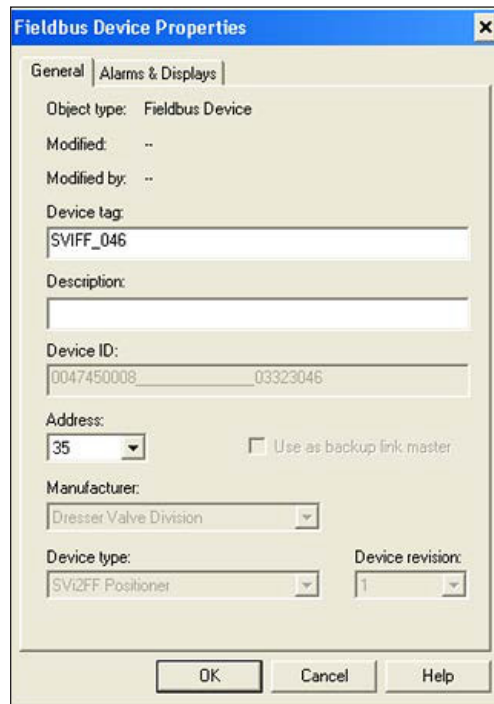 Fieldbus Device Properties
General Alarms & Displays
Object type: Fieldbus Device
Modified: --
Modified by: --
Device tag:
SVIFF_046
Description:
Device ID:
0047450008____________03323046
Address:
35 Use as backup link master
Manufacturer:
Dresser Valve Division
Device type: Device revision:
SVi2FF Positioner 1
OK Cancel Help